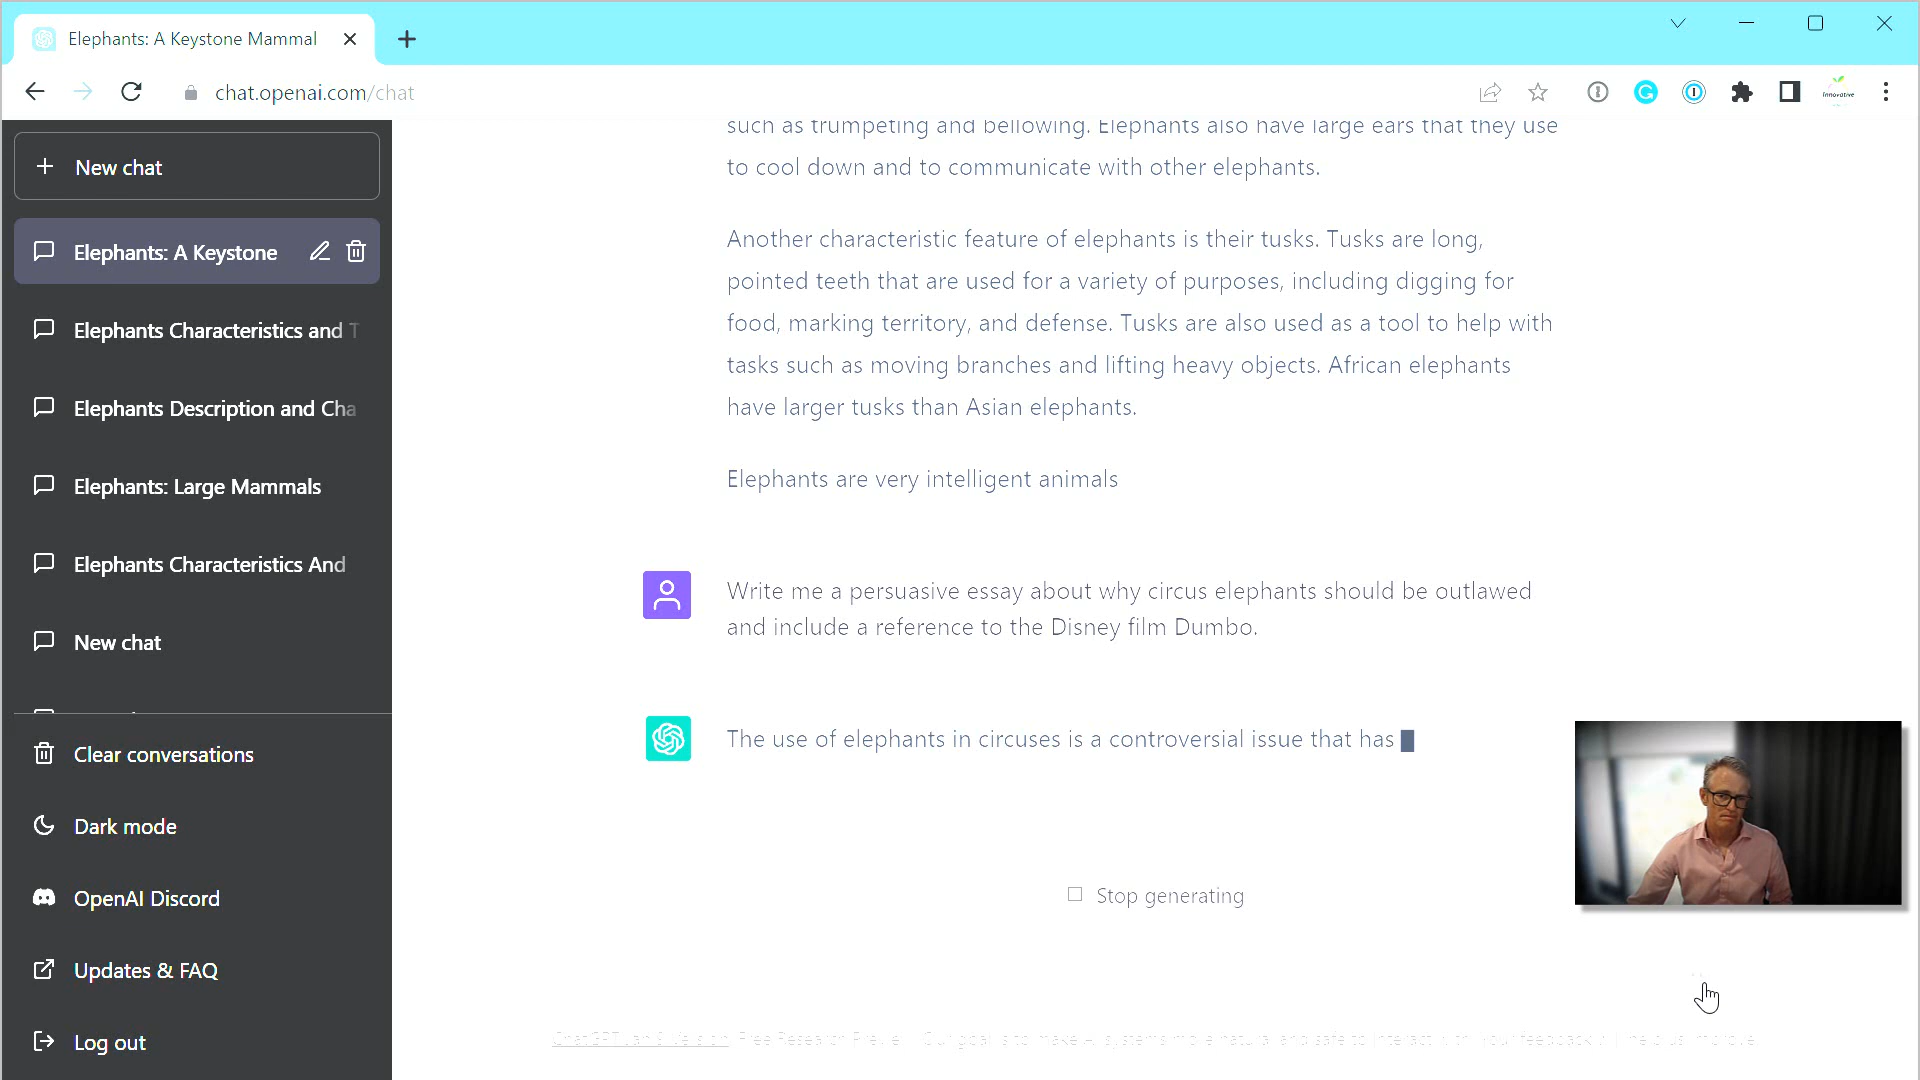 Elephants: A Keystone Mammal
chat.openai.com/chat
Innovative
New chat
Elephants: A Keystone
Elephants Characteristics and T
Elephants Description and Cha
Elephants: Large Mammals
Elephants Characteristics And
New chat
Clear conversations
Dark mode
OpenAI Discord
Updates & FAQ
Log out
such as trumpeting and bellowing. Elephants also have large ears that they use
to cool down and to communicate with other elephants.
Another characteristic feature of elephants is their tusks. Tusks are long,
pointed teeth that are used for a variety of purposes, including digging for
food, marking territory, and defense. Tusks are also used as a tool to help with
tasks such as moving branches and lifting heavy objects. African elephants
have larger tusks than Asian elephants.
Elephants are very intelligent animals
Write me a persuasive essay about why circus elephants should be outlawed
and include a reference to the Disney film Dumbo.
The use of elephants in circuses is a controversial issue that has
Stop generating
Free Research